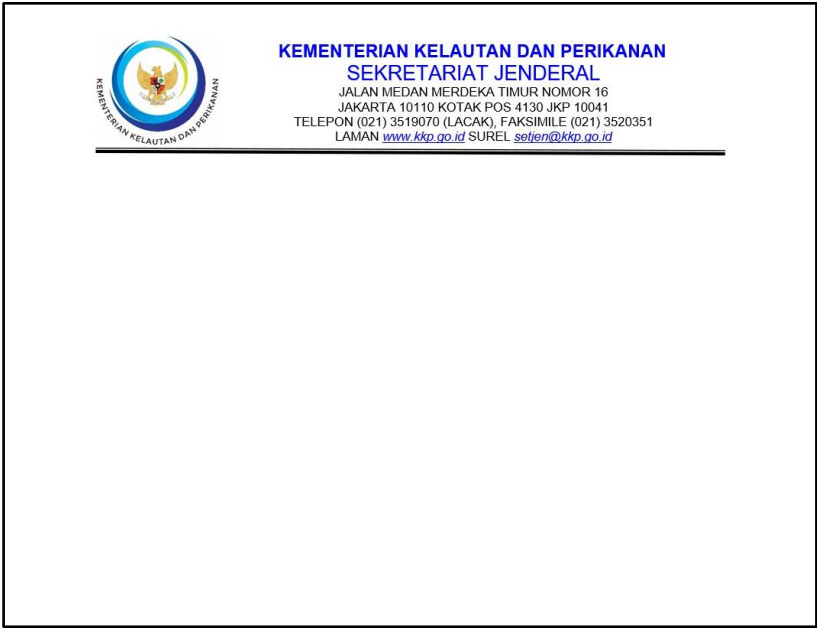 KEMENTERIAN KELAUTAN DAN PERIKANAN
KEMENTERIAN KELAUTAN DAN PERIKANAN
SEKRETARIAT JENDERAL
JALAN MEDAN MERDEKA TIMUR NOMOR 16
JAKARTA 10110 KOTAK POS 4130 JKP 10041
TELEPON (021) 3519070 (LACAK), FAKSIMILE (021) 3520351
LAMAN www.kkp.go.id SUREL setjen@kkp.go.id